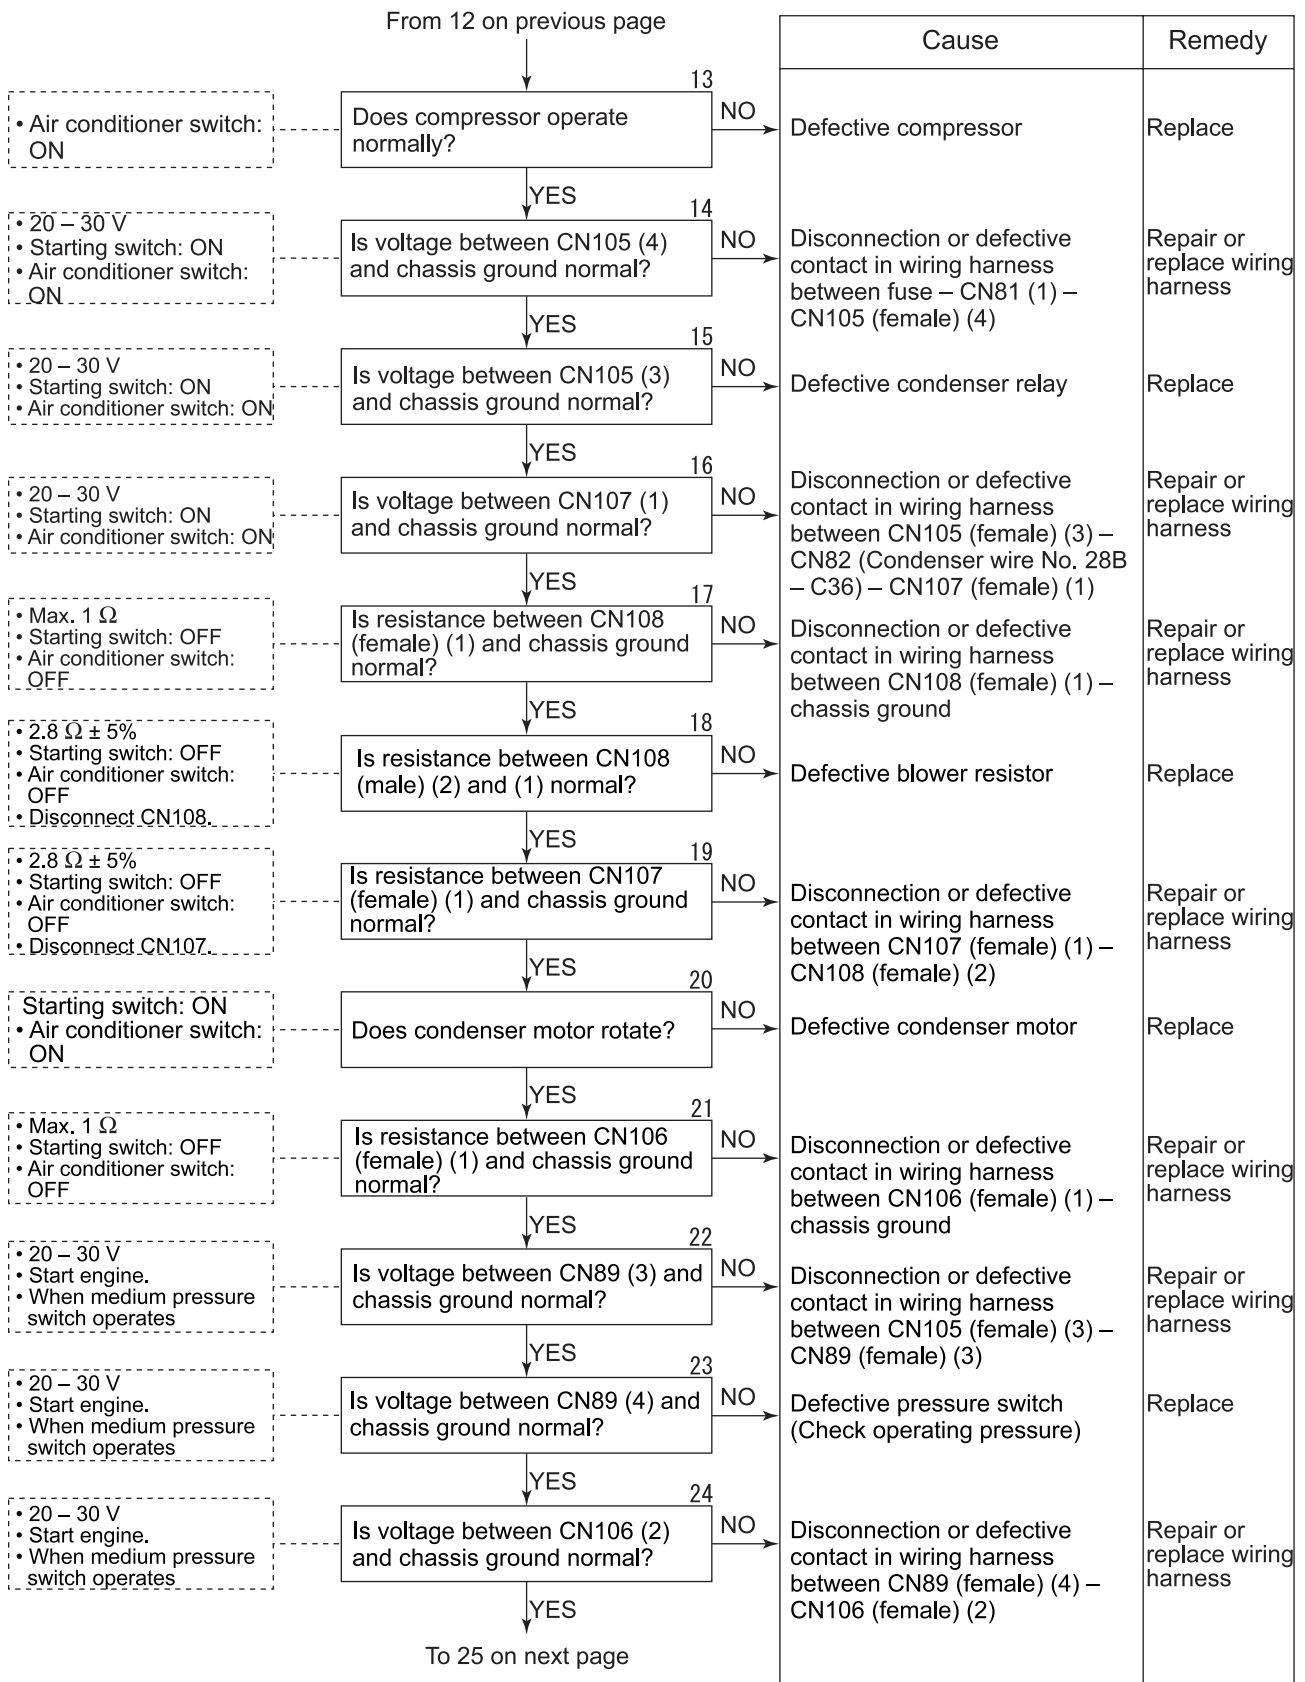 From 12 on previous page
Cause
Remedy
13
• Air conditioner switch:
ON
Does compressor operate
normally?
NO
Defective compressor
Replace
YES
14
• 20 – 30 V
• Starting switch: ON
• Air conditioner switch:
ON
Is voltage between CN105 (4)
and chassis ground normal?
NO
Disconnection or defective
contact in wiring harness
between fuse – CN81 (1) –
CN105 (female) (4)
Repair or
replace wiring
harness
YES
15
• 20 – 30 V
• Starting switch: ON
• Air conditioner switch: ON
Is voltage between CN105 (3)
and chassis ground normal?
NO
Defective condenser relay
Replace
YES
16
• 20 – 30 V
• Starting switch: ON
• Air conditioner switch: ON
Is voltage between CN107 (1)
and chassis ground normal?
NO
Disconnection or defective
contact in wiring harness
between CN105 (female) (3) –
CN82 (Condenser wire No. 28B
– C36) – CN107 (female) (1)
Repair or
replace wiring
harness
17
• Max. 1 Ω
• Starting switch: OFF
• Air conditioner switch:
OFF
Is resistance between CN108
(female) (1) and chassis ground
normal?
NO
Disconnection or defective
contact in wiring harness
between CN108 (female) (1) –
chassis ground
Repair or
replace wiring
harness
YES
18
• 2.8 Ω ± 5%
• Starting switch: OFF
• Air conditioner switch:
OFF
• Disconnect CN108.
Is resistance between CN108
(male) (2) and (1) normal?
NO
Defective blower resistor
Replace
YES
19
• 2.8 Ω ± 5%
• Starting switch: OFF
• Air conditioner switch:
OFF
• Disconnect CN107.
Is resistance between CN107
(female) (1) and chassis ground
normal?
NO
Disconnection or defective
contact in wiring harness
between CN107 (female) (1) –
CN108 (female) (2)
Repair or
replace wiring
harness
20
Starting switch: ON
• Air conditioner switch:
ON
Does condenser motor rotate?
NO
Defective condenser motor
Replace
YES
21
• Max. 1 Ω
• Starting switch: OFF
• Air conditioner switch:
OFF
Is resistance between CN106
(female) (1) and chassis ground
normal?
NO
Disconnection or defective
contact in wiring harness
between CN106 (female) (1) –
chassis ground
Repair or
replace wiring
harness
YES
22
• 20 – 30 V
• Start engine.
• When medium pressure
switch operates
Is voltage between CN89 (3) and
chassis ground normal?
NO
Disconnection or defective
contact in wiring harness
between CN105 (female) (3) –
CN89 (female) (3)
Repair or
replace wiring
harness
YES
23
• 20 – 30 V
• Start engine.
• When medium pressure
switch operates
Is voltage between CN89 (4) and
chassis ground normal?
NO
Defective pressure switch
(Check operating pressure)
Replace
YES
24
• 20 – 30 V
• Start engine.
• When medium pressure
switch operates
Is voltage between CN106 (2)
and chassis ground normal?
NO
Disconnection or defective
contact in wiring harness
between CN89 (female) (4) –
CN106 (female) (2)
Repair or
replace wiring
harness
YES
To 25 on next page